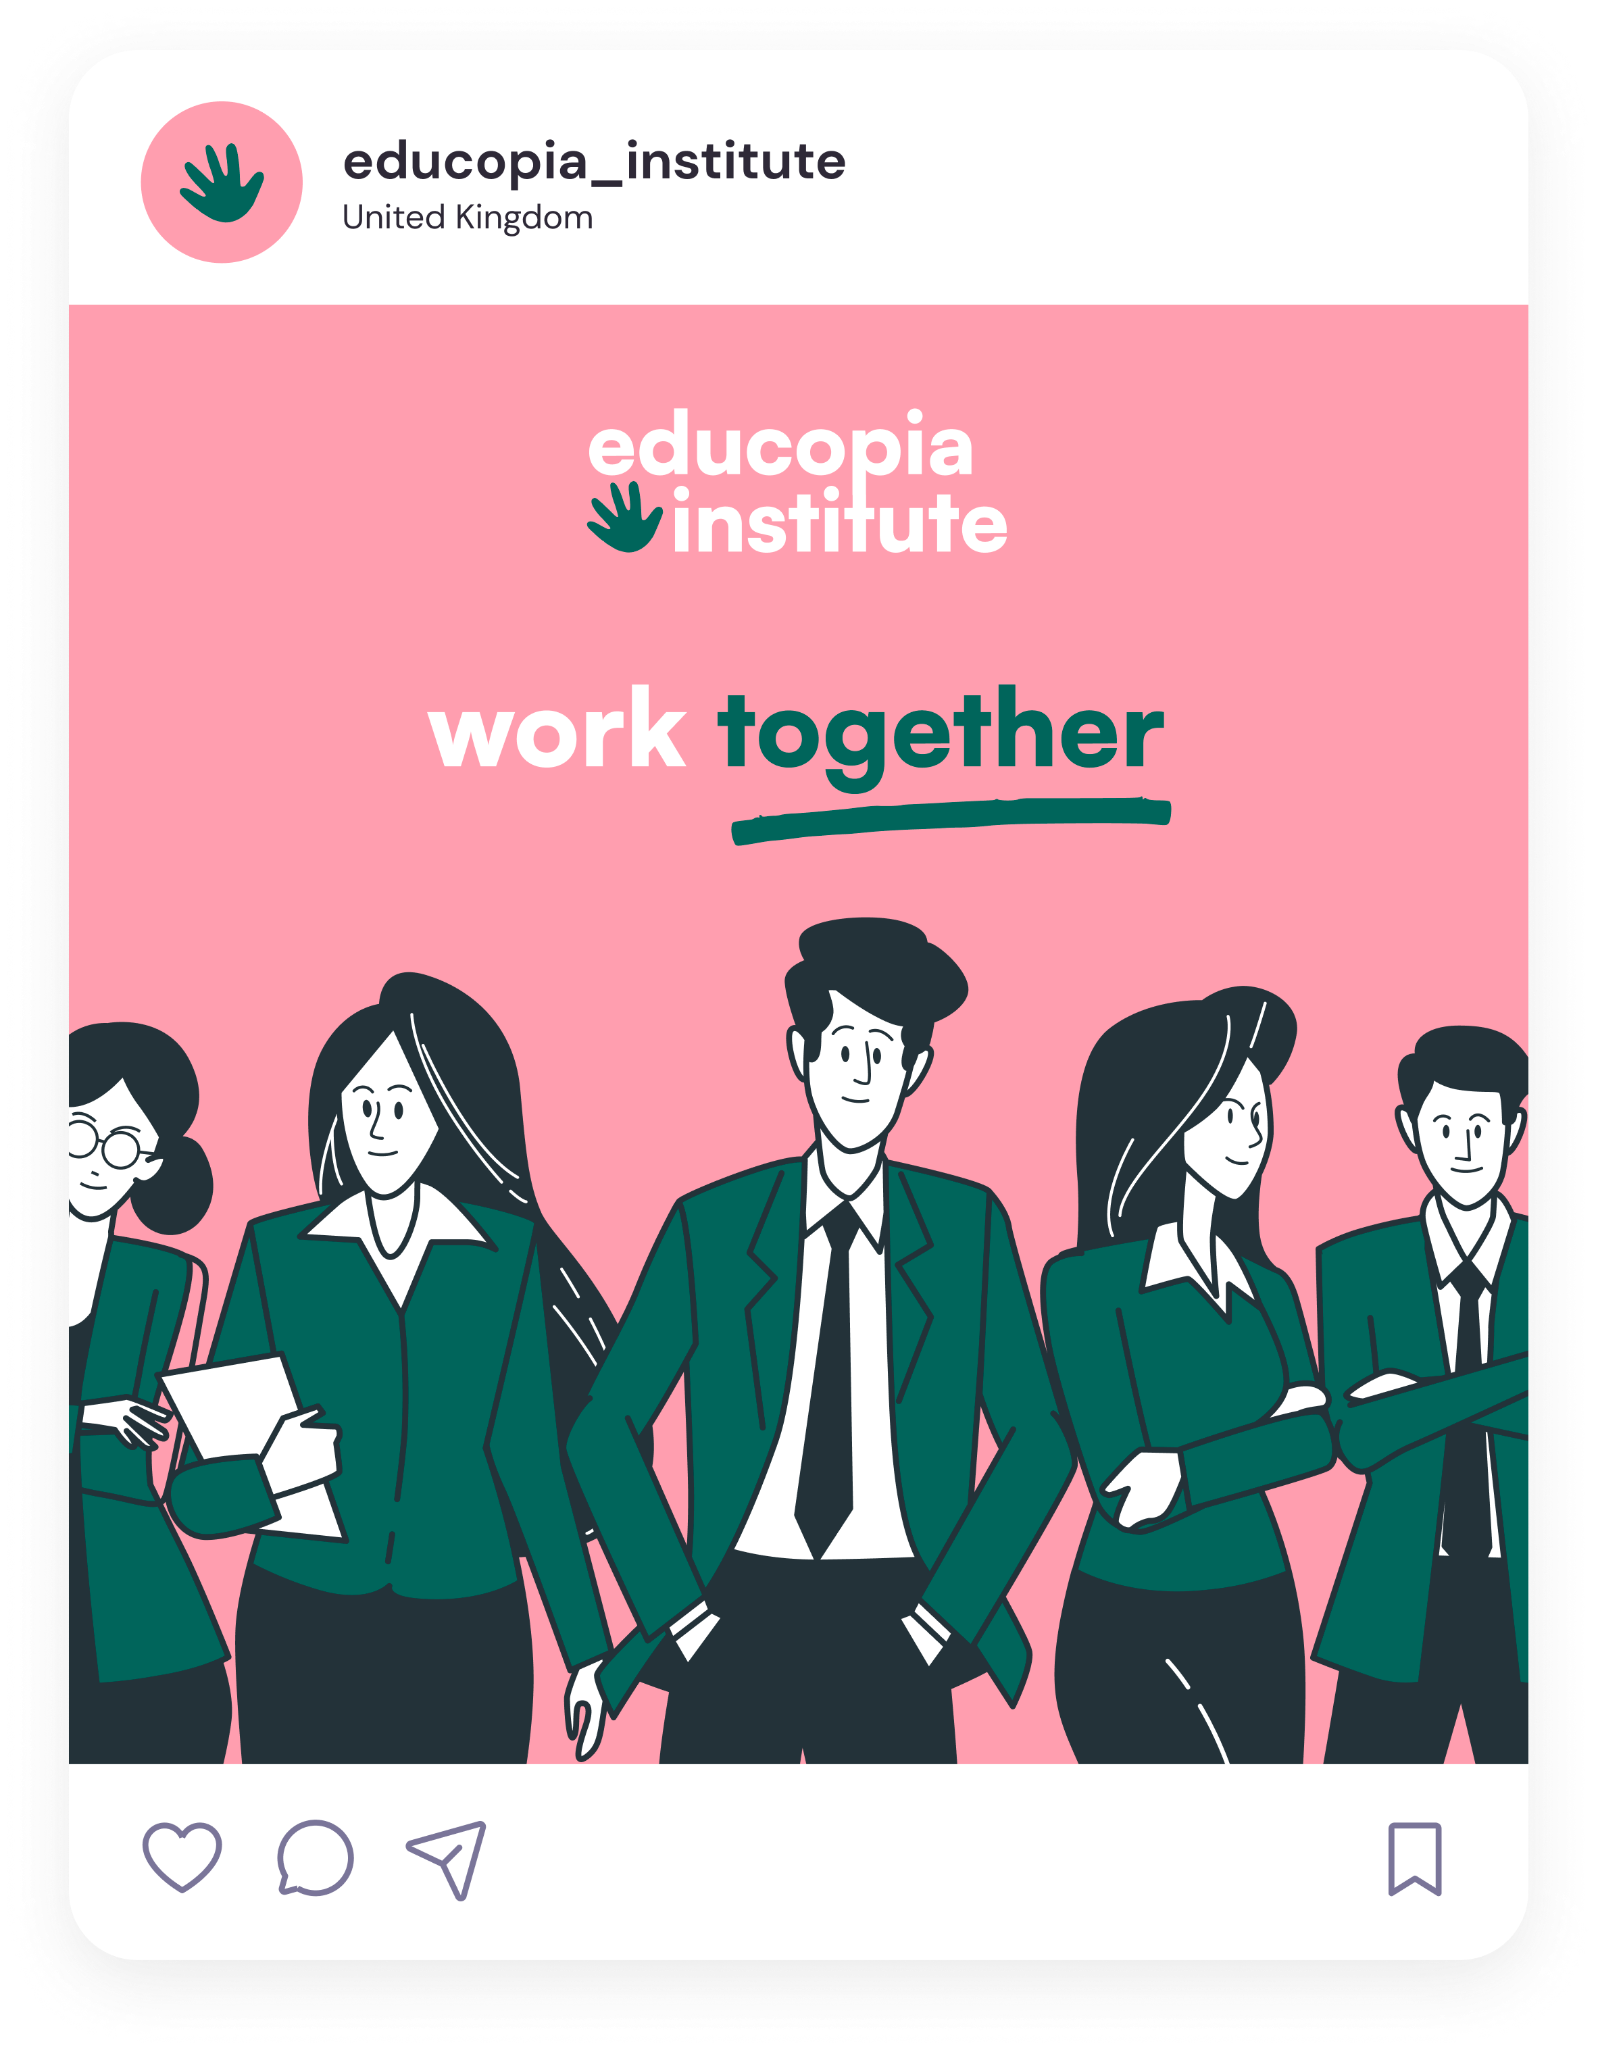 educopia_institute
United Kingdom
educopia
institute
work together